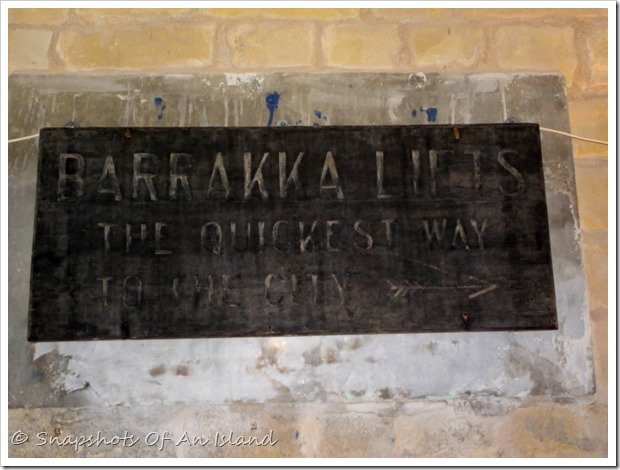 BARRAKKA LIFTS
THE QUICKEST WAY
TO THE CITY
© Snapshots Of An Island